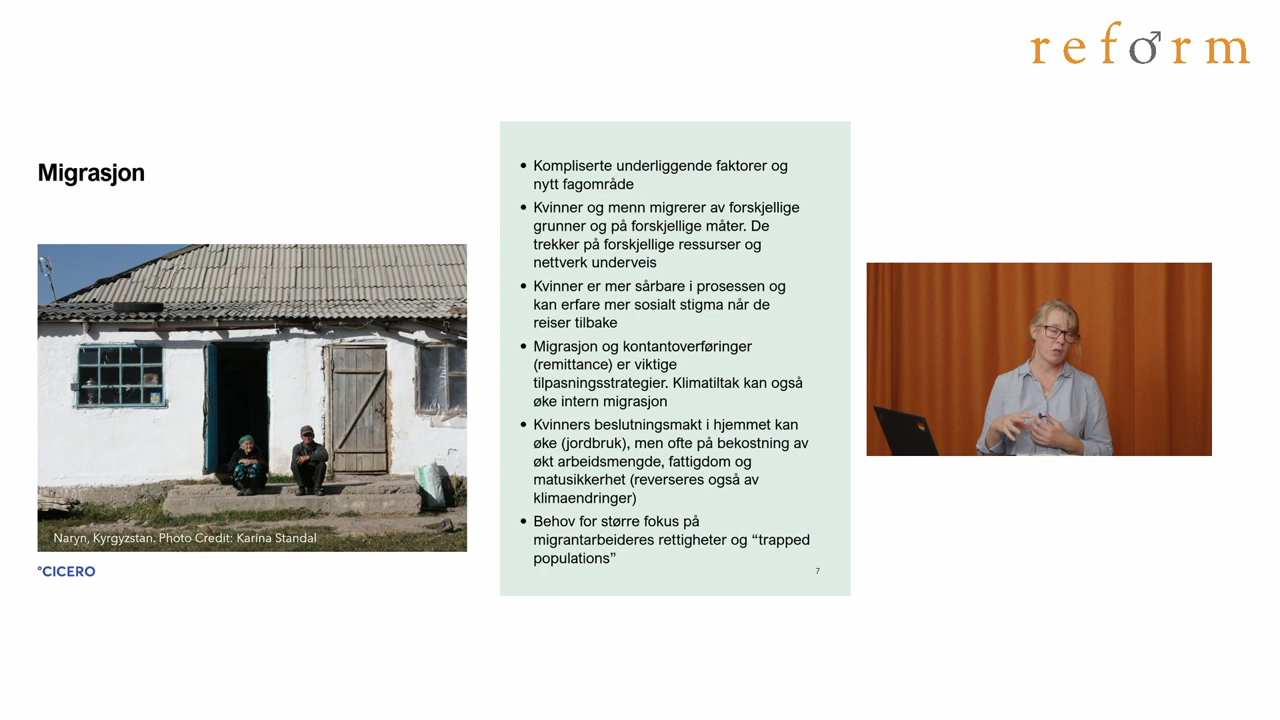 reform
Migrasjon
• Kompliserte underliggende faktorer og
nytt fagområde
• Kvinner og menn migrerer av forskjellige
grunner og på forskjellige måter. De
trekker på forskjellige ressurser og
nettverk underveis
• Kvinner er mer sårbare i prosessen og
kan erfare mer sosialt stigma når de
reiser tilbake
• Migrasjon og kontantoverføringer
(remittance) er viktige
tilpasningsstrategier. Klimatiltak kan også
øke intern migrasjon
• Kvinners beslutningsmakt i hjemmet kan
øke (jordbruk), men ofte på bekostning av
økt arbeidsmengde, fattigdom og
matusikkerhet (reverseres også av
klimaendringer)
• Behov for større fokus på
migrantarbeideres rettigheter og “trapped
populations”
7
Naryn, Kyrgyzstan. Photo Credit: Karina Standal
°CICERO